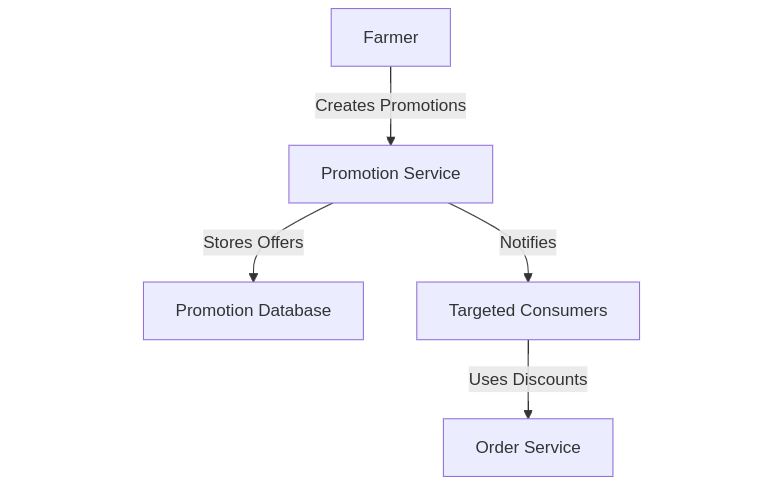 Farmer
Creates Promotions
Promotion Service
Stores Offers
Notifies
Promotion Database
Targeted Consumers
Uses Discounts
Order Service